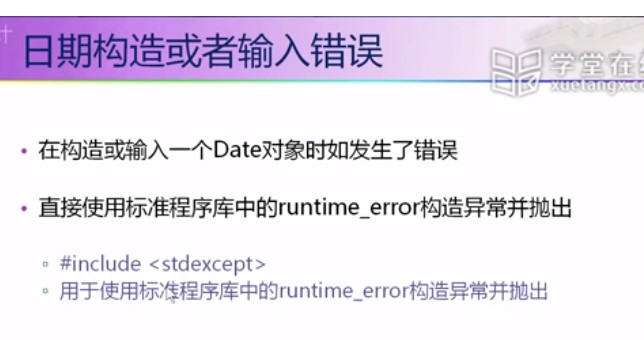 计
日期构造或者输入错误
学堂在线
xuetangx.co
• 在构造或输入一个Date对象时如发生了错误
• 直接使用标准程序库中的runtime_error构造异常并抛出
▫ #include <stdexcept>
▫ 用于使用标准程序库中的runtime_error构造异常并抛出